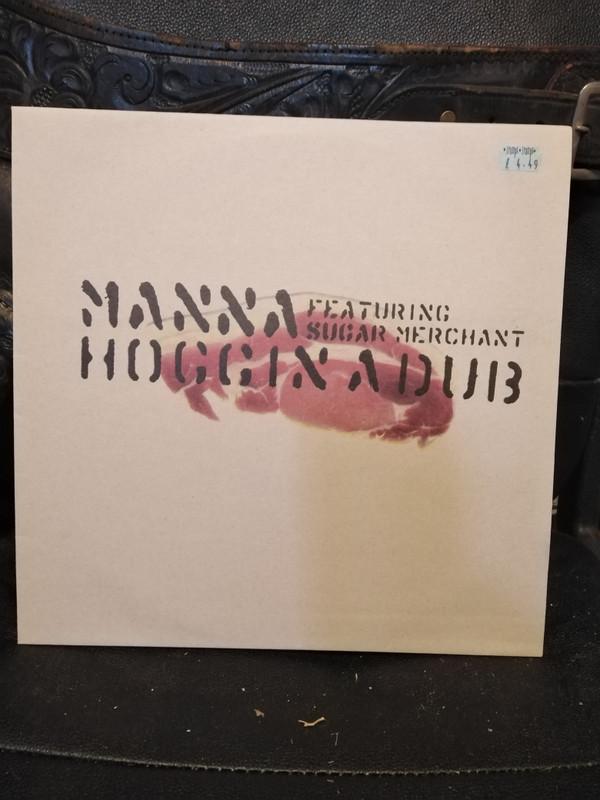 £ 4.49
MANNA FEATURING
SUGAR MERCHANT
HOGGIN A DUB